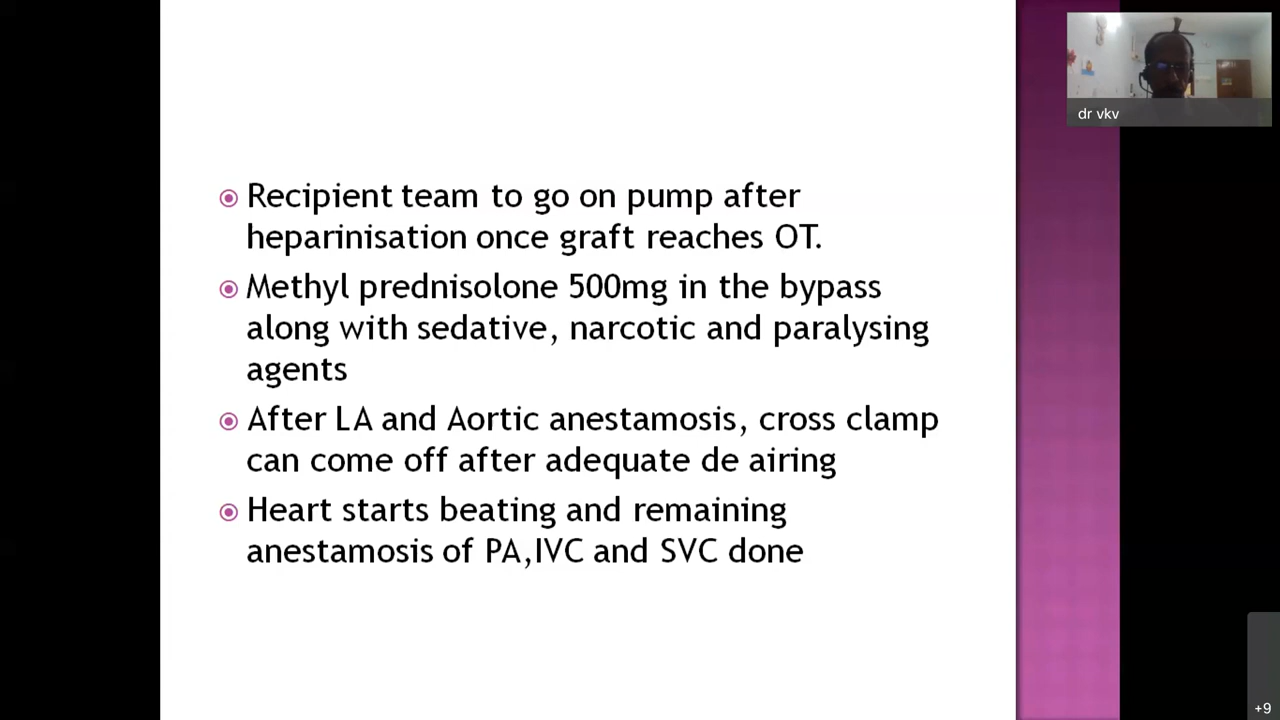 dr vkv
Recipient team to go on pump after
heparinisation once graft reaches OT.
Methyl prednisolone 500mg in the bypass
along with sedative, narcotic and paralysing
agents
After LA and Aortic anestamosis, cross clamp
can come off after adequate de airing
Heart starts beating and remaining
anestamosis of PA,IVC and SVC done
+9